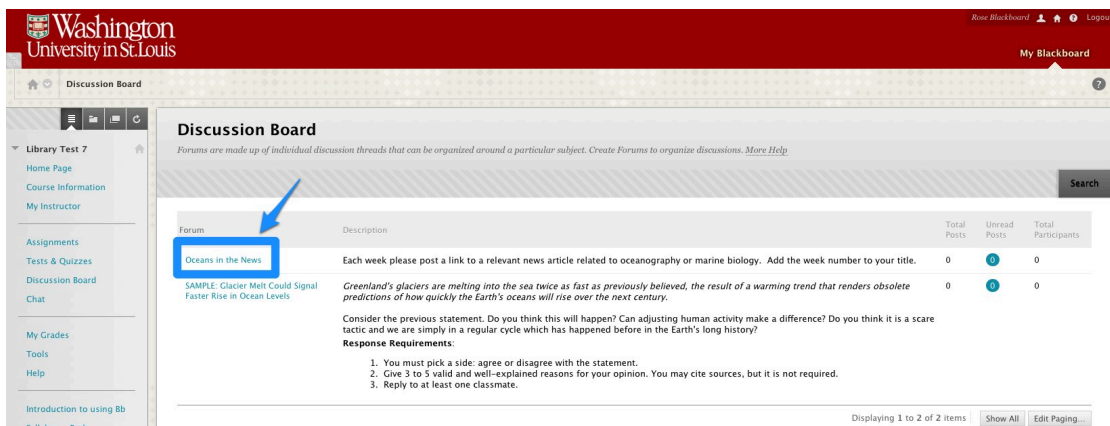 Washington
University in St. Louis
Rose Blackboard
Logou
My Blackboard
Discussion Board
?
Library Test 7
Home Page
Course Information
My Instructor
Assignments
Tests & Quizzes
Discussion Board
Chat
My Grades
Tools
Help
Introduction to using Bb
Discussion Board
Forums are made up of individual discussion threads that can be organized around a particular subject. Create Forums to organize discussions. More Help
Search
Forum Description Total Posts Unread Posts Total Participants
Oceans in the News Each week please post a link to a relevant news article related to oceanography or marine biology. Add the week number to your title. 0 0 0
SAMPLE: Glacier Melt Could Signal
Faster Rise in Ocean Levels
Greenland's glaciers are melting into the sea twice as fast as previously believed, the result of a warming trend that renders obsolete
predictions of how quickly the Earth's oceans will rise over the next century.
0 0 0
Consider the previous statement. Do you think this will happen? Can adjusting human activity make a difference? Do you think it is a scare
tactic and we are simply in a regular cycle which has happened before in the Earth's long history?
Response Requirements:
1. You must pick a side: agree or disagree with the statement.
2. Give 3 to 5 valid and well-explained reasons for your opinion. You may cite sources, but it is not required.
3. Reply to at least one classmate.
Displaying 1 to 2 of 2 items Show All Edit Paging...